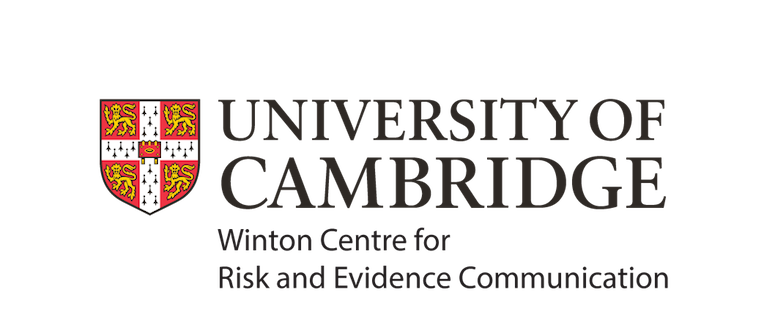 UNIVERSITY OF
CAMBRIDGE
Winton Centre for
Risk and Evidence Communication